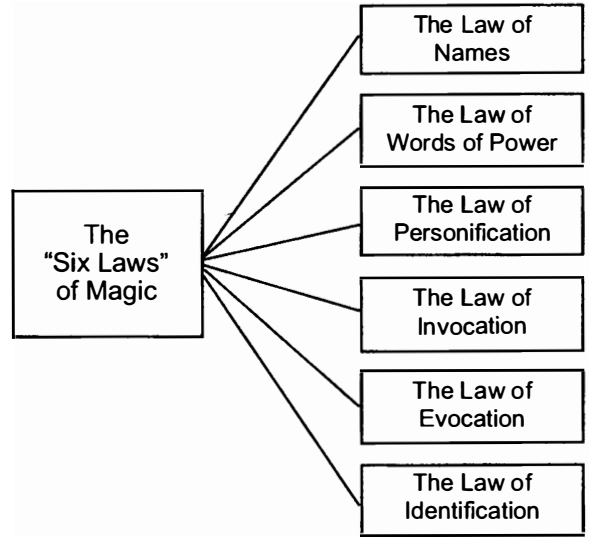 The
“Six Laws”
of Magic
The Law of
Names
The Law of
Words of Power
The Law of
Personification
The Law of
Invocation
The Law of
Evocation
The Law of
Identification